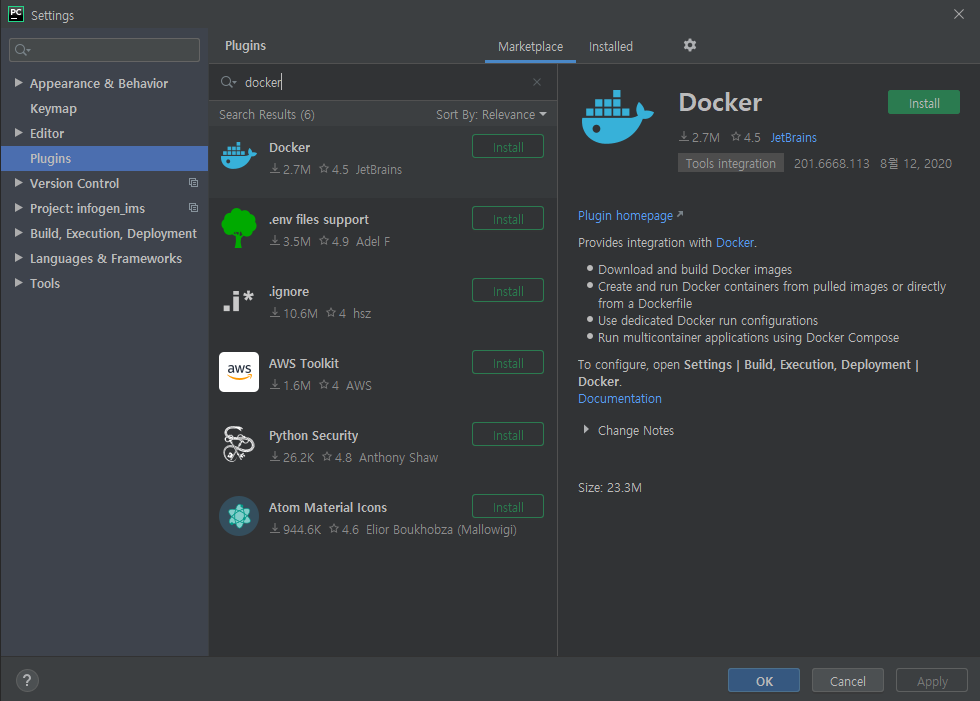 PC Settings
Appearance & Behavior
Keymap
Editor
Plugins
Version Control
Project: infogen_ims
Build, Execution, Deployment
Languages & Frameworks
Tools
Plugins
Marketplace
Installed
docker
Search Results (6)
Sort By: Relevance
Docker
Install
2.7M 4.5 JetBrains
.env files support
Install
3.5M 4.9 Adel F
.i*
.ignore
Install
10.6M 4 hsz
aws
AWS Toolkit
Install
1.6M 4 AWS
Python Security
Install
26.2K 4.8 Anthony Shaw
Atom Material Icons
Install
944.6K 4.6 Elior Boukhobza (Mallowigi)
Docker
Install
2.7M 4.5 JetBrains
Tools integration 201.6668.113 8월 12, 2020
Plugin homepage
Provides integration with Docker.
Download and build Docker images
Create and run Docker containers from pulled images or directly
from a Dockerfile
Use dedicated Docker run configurations
Run multicontainer applications using Docker Compose
To configure, open Settings | Build, Execution, Deployment |
Docker.
Documentation
Change Notes
Size: 23.3M
?
OK
Cancel
Apply